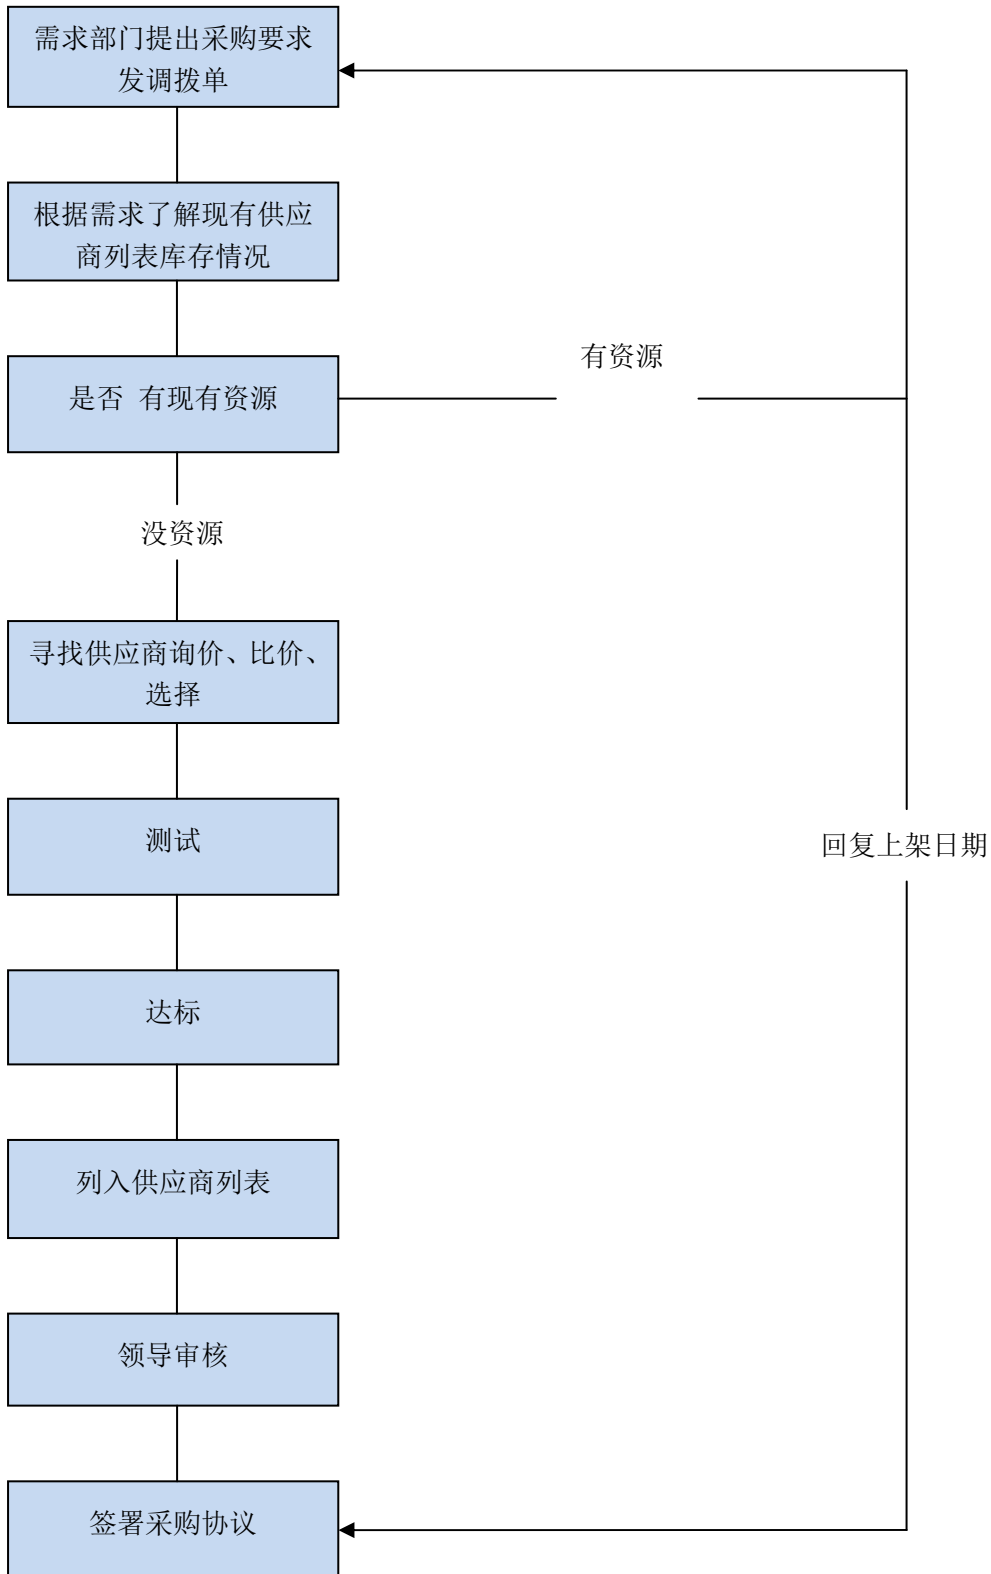 需求部门提出采购要求
发调拨单
根据需求了解现有供应
商列表库存情况
有资源
是否 有现有资源
没资源
寻找供应商询价、比价、
选择
测试
回复上架日期
达标
列入供应商列表
领导审核
签署采购协议